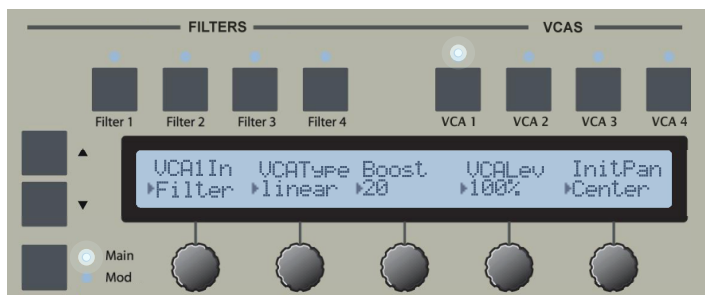 FILTERS VCAS
Filter 1 Filter 2 Filter 3 Filter 4 VCA 1 VCA 2 VCA 3 VCA 4
VCA1In VCAType Boost VCALev InitPan
▶Filter ▶linear ▶20 ▶100% ▶Center
Main
Mod